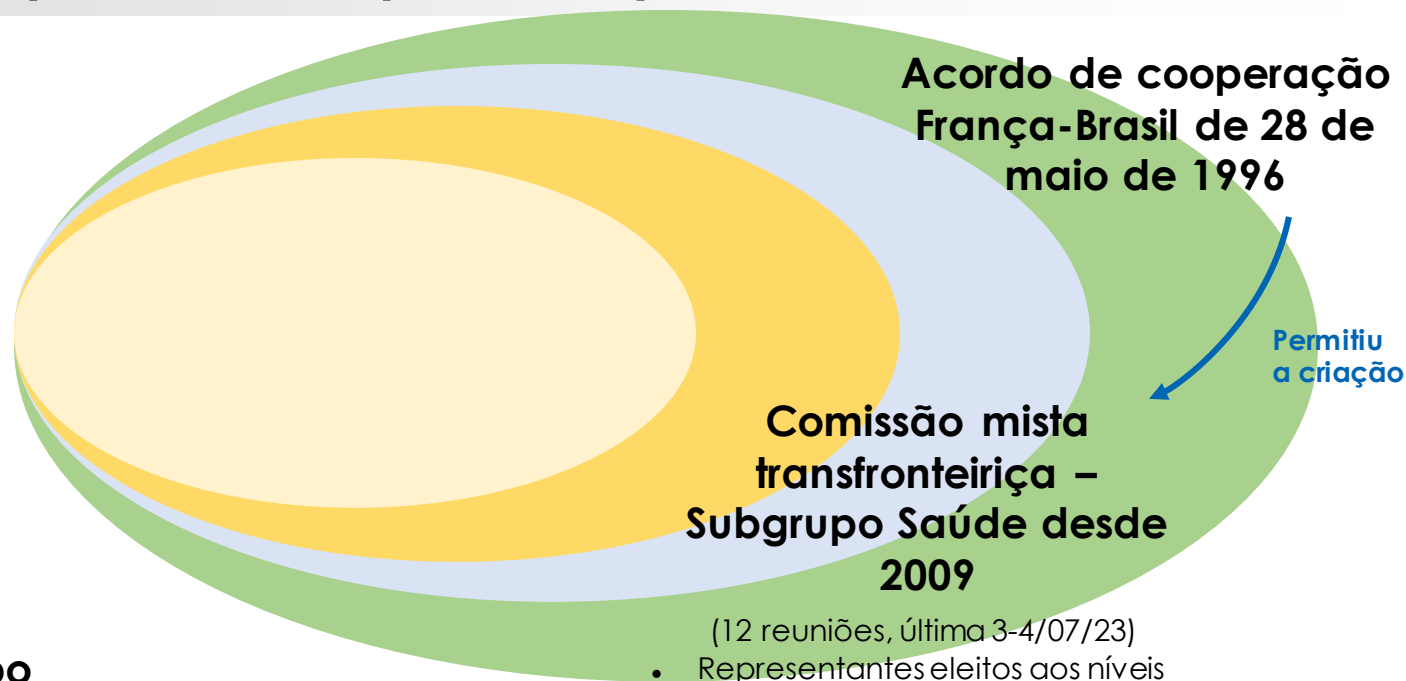 Acordo de cooperação
França-Brasil de 28 de
maio de 1996
Permitiu
a criação
Comissão mista
transfronteiriça –
Subgrupo Saúde desde
2009
(12 reuniões, última 3-4/07/23)
• Representantes eleitos aos níveis